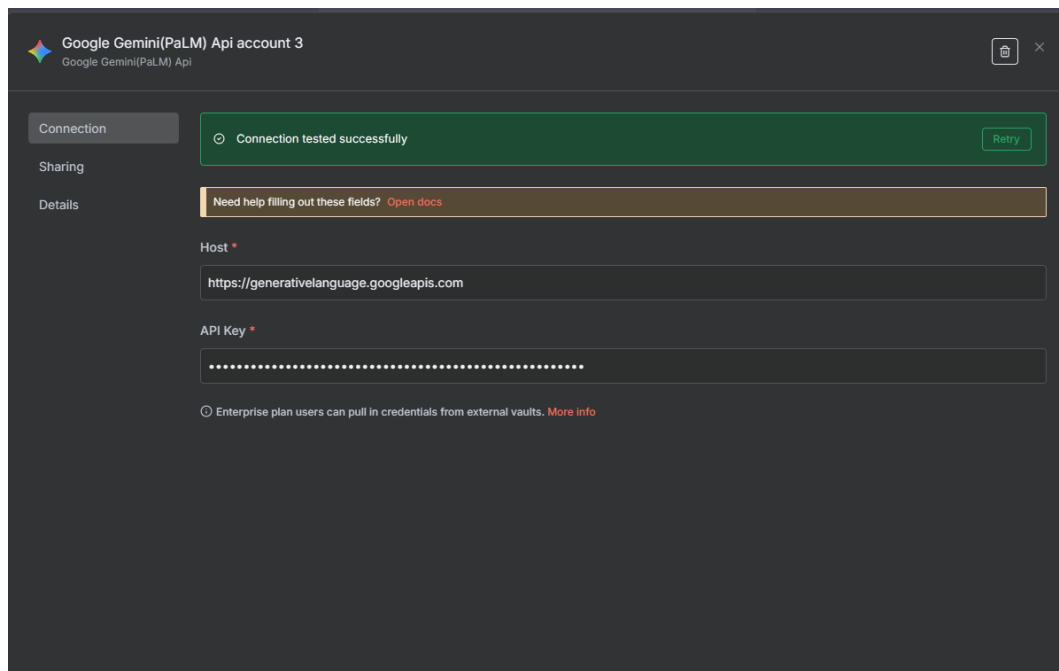 Google Gemini(PaLM) Api account 3
Google Gemini(PaLM) Api
Connection
Sharing
Details
Connection tested successfully
Retry
Need help filling out these fields? Open docs
Host *
https://generativelanguage.googleapis.com
API Key *
••••••••••••••••••••••••••••••••••••••••••••••••••••••
Enterprise plan users can pull in credentials from external vaults. More info